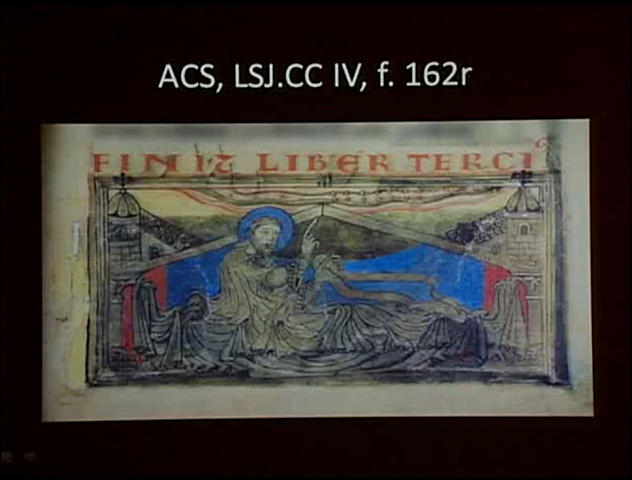 ACS, LSJ.CC IV, f. 162r
FINIT LIBER TERCI